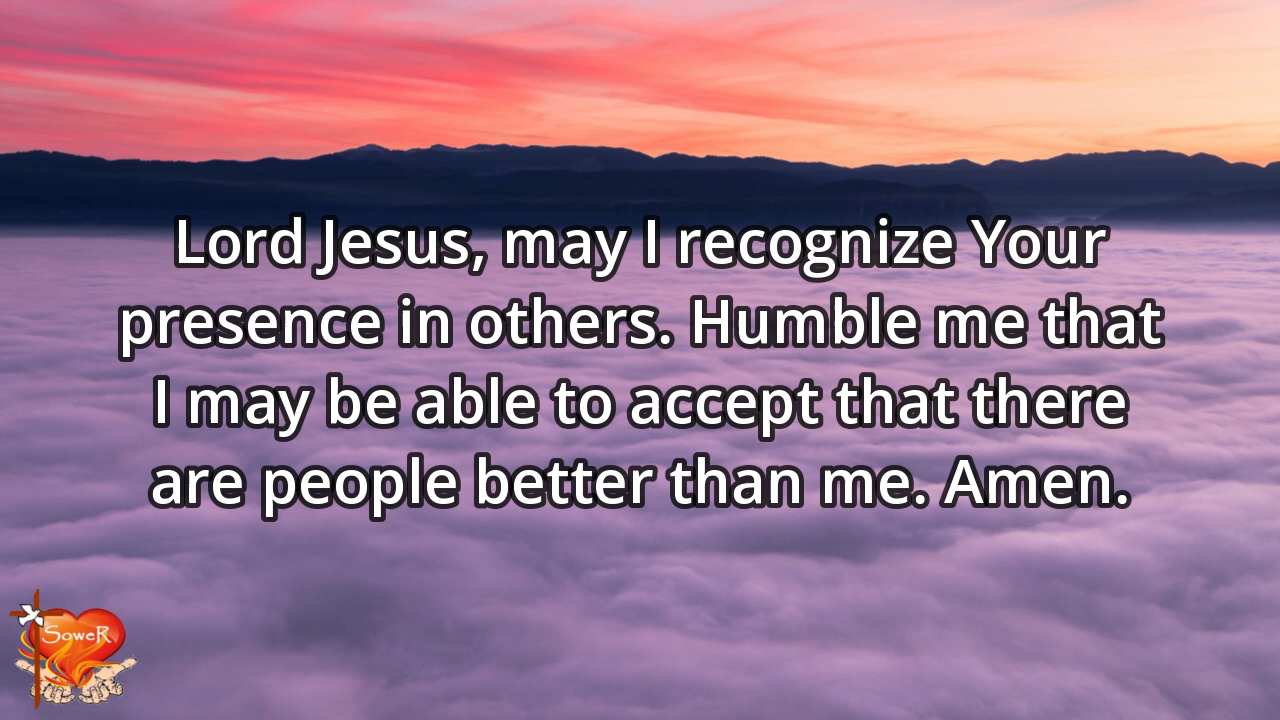 Lord Jesus, may I recognize Your
presence in others. Humble me that
I may be able to accept that there
are people better than me. Amen.
SoweR